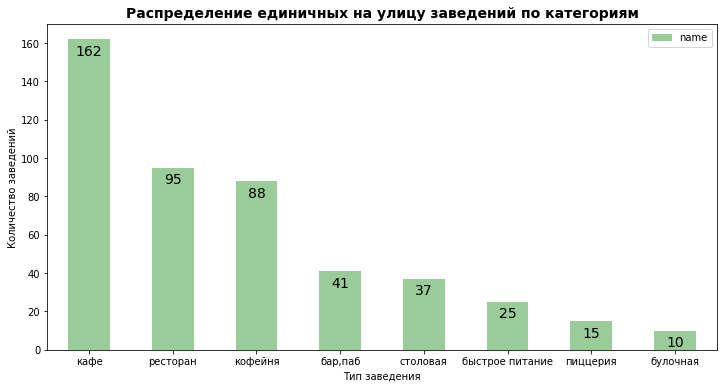 Распределение единичных на улицу заведений по категориям
name
160
140
120
100
80
60
40
20
0
Количество заведений
162
95
88
41
37
25
15
10
кафе
ресторан
кофейня
бар,паб
столовая
быстрое питание
пиццерия
булочная
Тип заведения